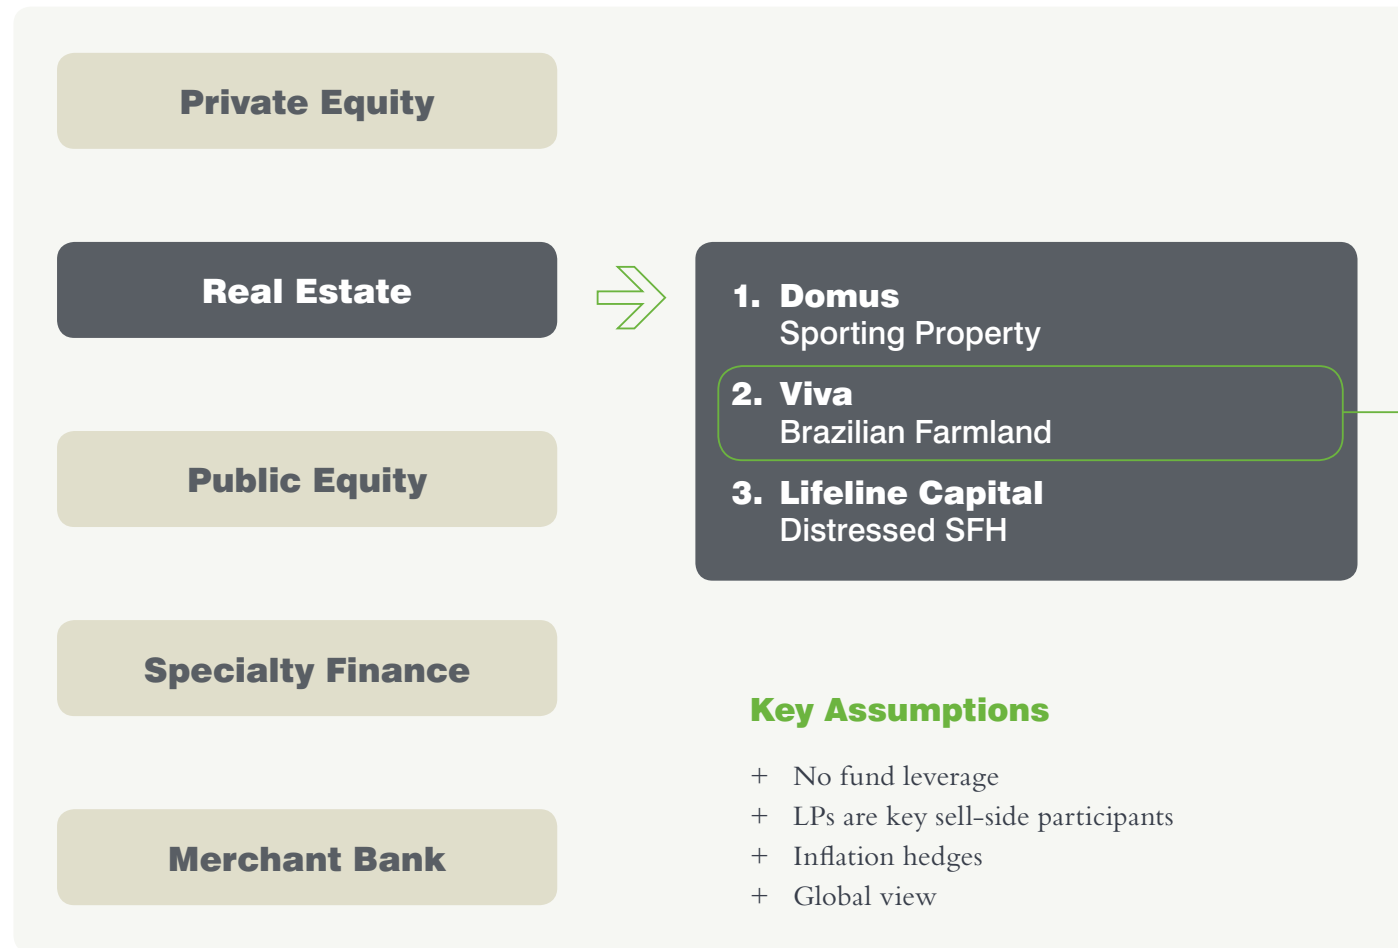 Private Equity
Real Estate
Public Equity
Specialty Finance
Merchant Bank
1. Domus
Sporting Property
2. Viva
Brazilian Farmland
3. Lifeline Capital
Distressed SFH
Key Assumptions
+ No fund leverage
+ LPs are key sell-side participants
+ Inflation hedges
+ Global view